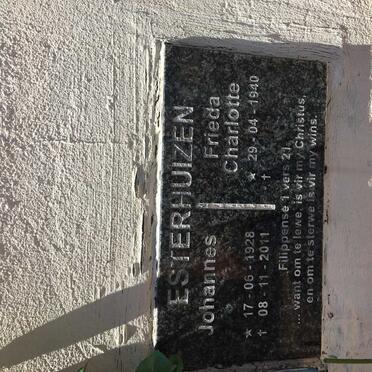 ESTERHUIZEN
Johannes
★ 17 - 06 - 1928
† 08 - 11 - 2011
Frieda
Charlotte
★ 29 - 04 - 1940
†
Filippense 1 vers 21
... want om te lewe, is vir my Christus,
en om te sterwe is vir my wins.